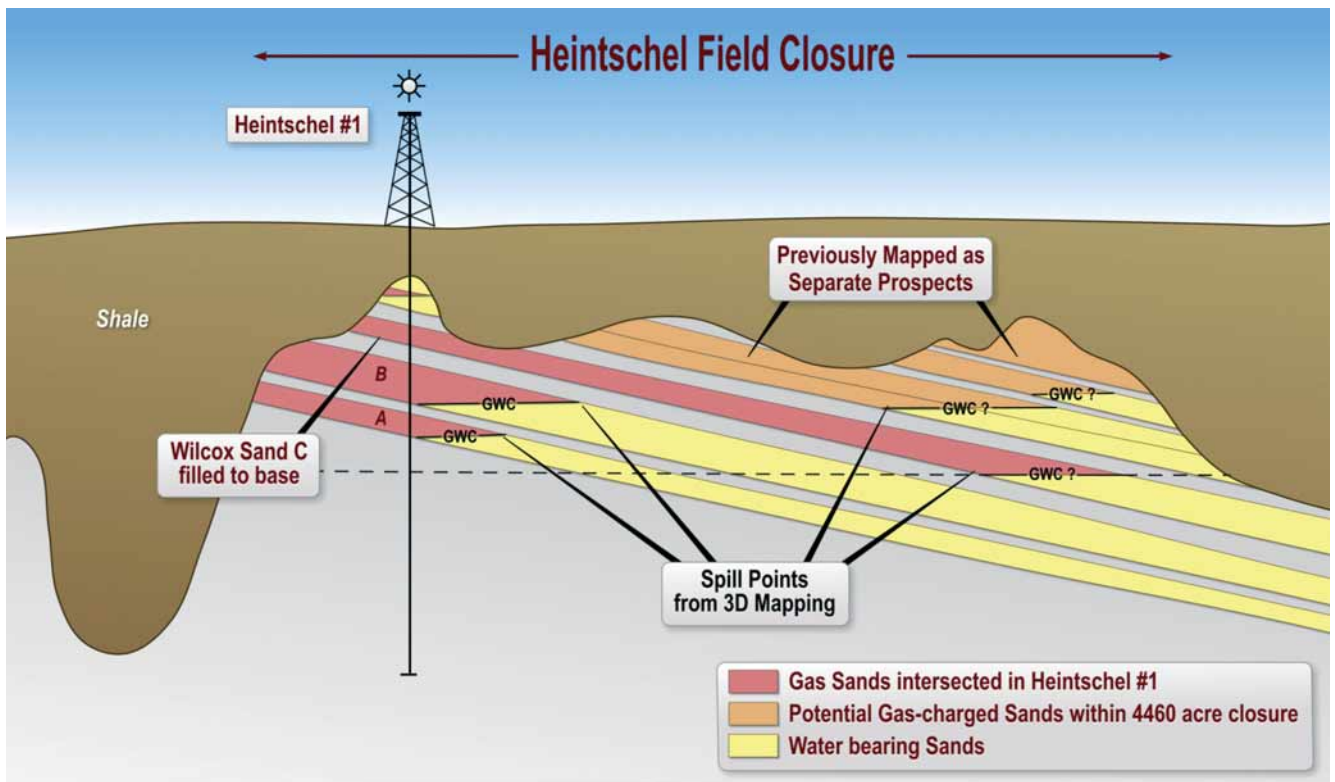 Heintschel Field Closure
Heintschel #1
Previously Mapped as
Separate Prospects
Shale
B
GWC ?
GWC
GWC ?
A
GWC
Wilcox Sand C
filled to base
GWC ?
Spill Points
from 3D Mapping
Gas Sands intersected in Heintschel #1
Potential Gas-charged Sands within 4460 acre closure
Water bearing Sands